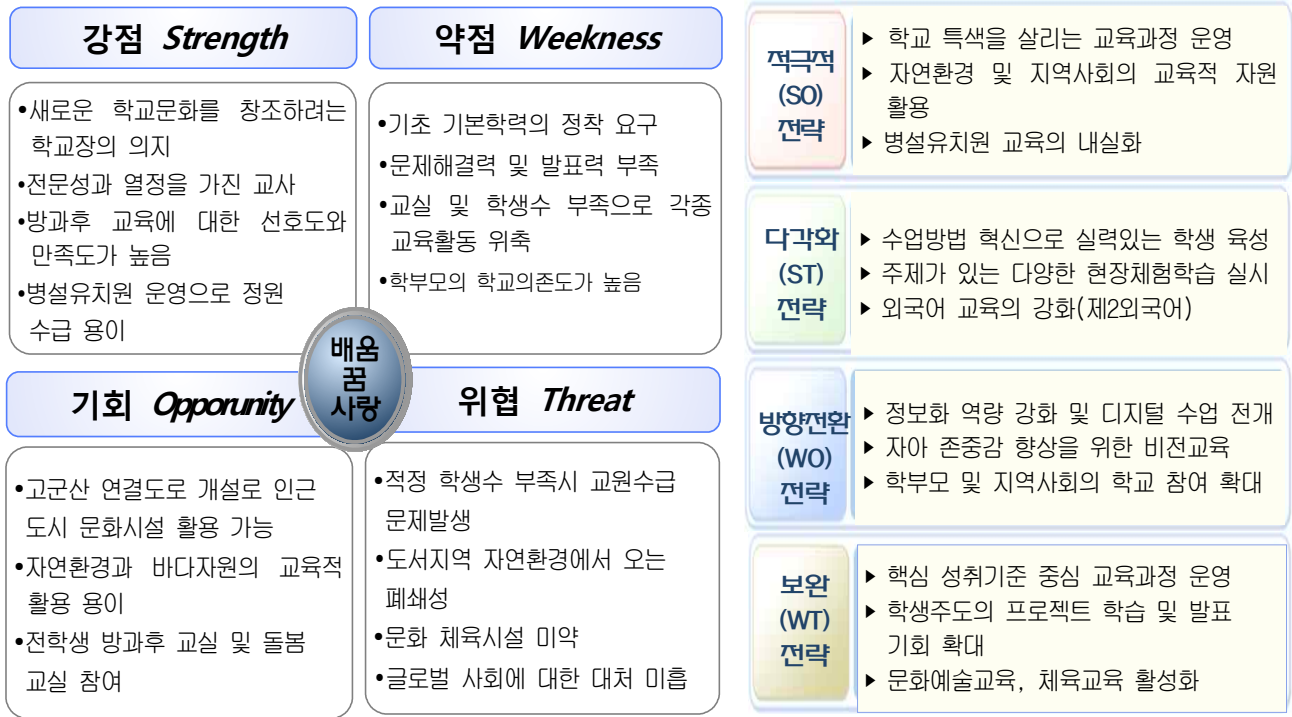 강점 Strength
•새로운 학교문화를 창조하려는
학교장의 의지
•전문성과 열정을 가진 교사
•방과후 교육에 대한 선호도와
만족도가 높음
•병설유치원 운영으로 정원
수급 용이
약점 Weekness
•기초 기본학력의 정착 요구
•문제해결력 및 발표력 부족
•교실 및 학생수 부족으로 각종
교육활동 위축
•학부모의 학교의존도가 높음
배움
꿈
사랑
기회 Opporunity
•고군산 연결도로 개설로 인근
도시 문화시설 활용 가능
•자연환경과 바다자원의 교육적
활용 용이
•전학생 방과후 교실 및 돌봄
교실 참여
위협 Threat
•적정 학생수 부족시 교원수급
문제발생
•도서지역 자연환경에서 오는
폐쇄성
•문화 체육시설 미약
•글로벌 사회에 대한 대처 미흡
적극적
(SO)
전략
▶ 학교 특색을 살리는 교육과정 운영
▶ 자연환경 및 지역사회의 교육적 자원
활용
▶ 병설유치원 교육의 내실화
다각화
(ST)
전략
▶ 수업방법 혁신으로 실력있는 학생 육성
▶ 주제가 있는 다양한 현장체험학습 실시
▶ 외국어 교육의 강화(제2외국어)
방향전환
(WO)
전략
▶ 정보화 역량 강화 및 디지털 수업 전개
▶ 자아 존중감 향상을 위한 비전교육
▶ 학부모 및 지역사회의 학교 참여 확대
보완
(WT)
전략
▶ 핵심 성취기준 중심 교육과정 운영
▶ 학생주도의 프로젝트 학습 및 발표
기회 확대
▶ 문화예술교육, 체육교육 활성화